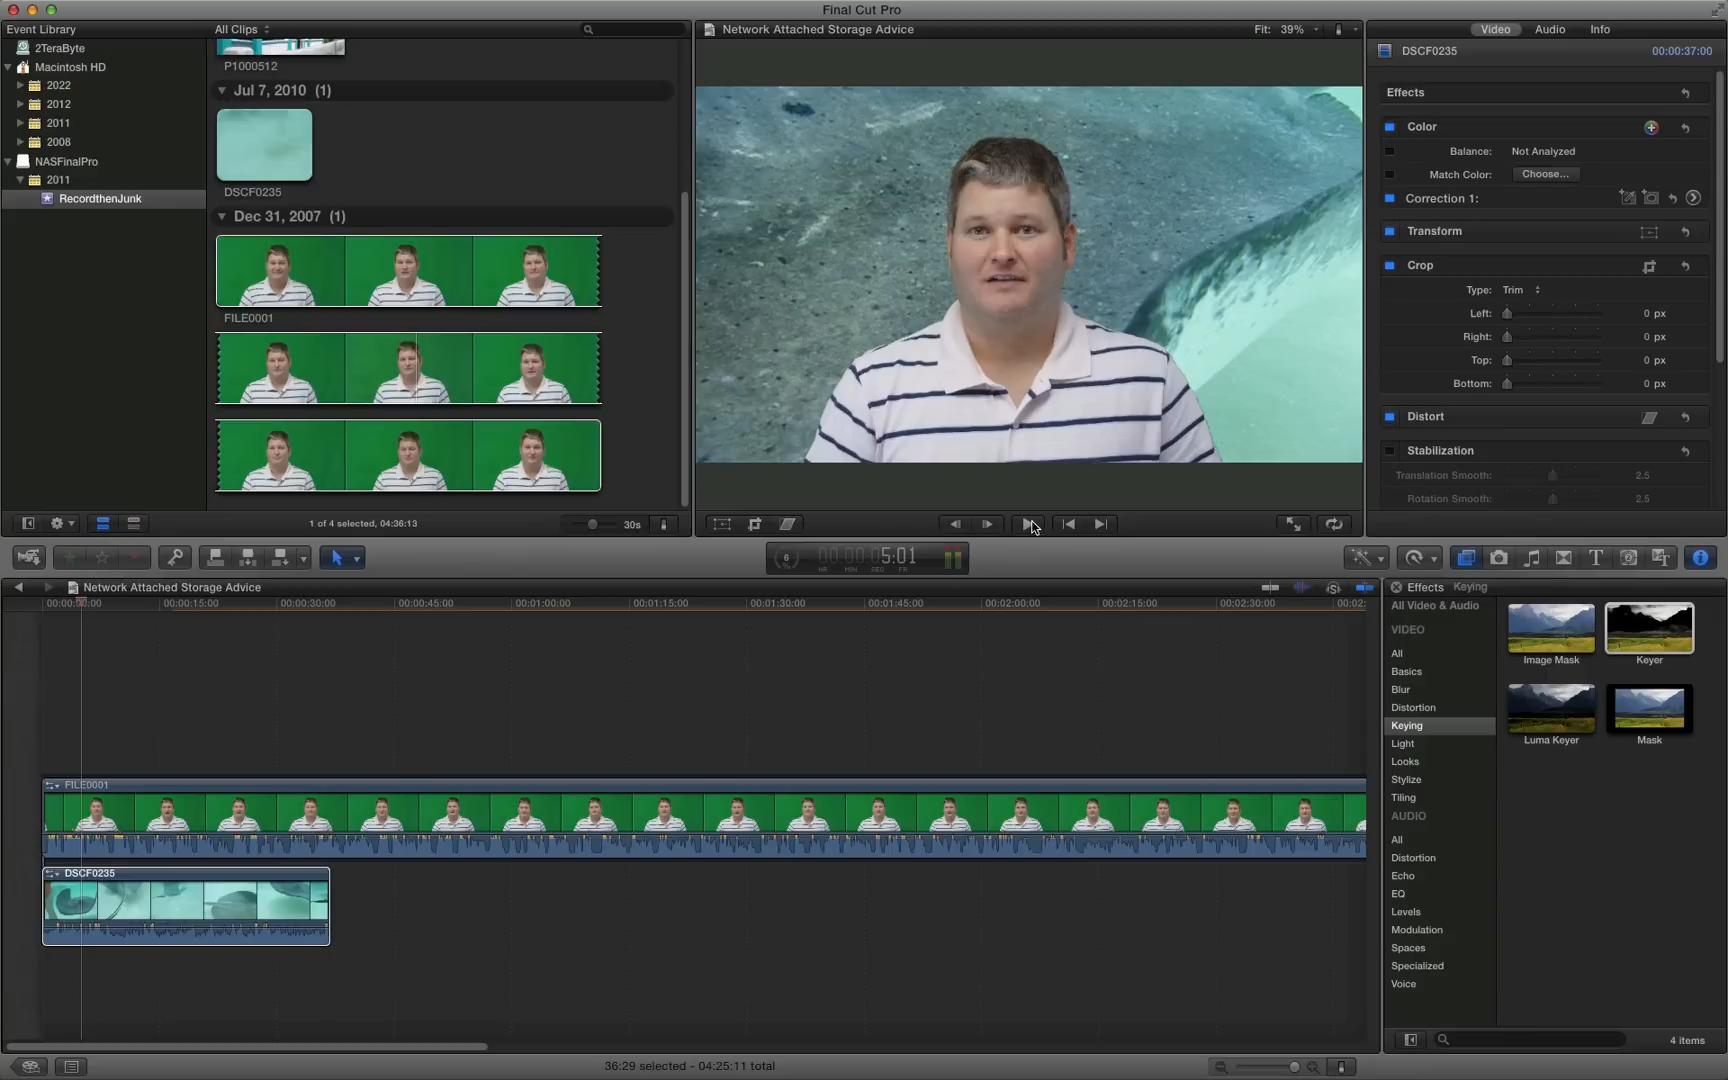 Final Cut Pro
Event Library
All Clips
2TeraByte
Macintosh HD
2022
2012
2011
2008
NASFinalPro
2011
RecordthenJunk
P1000512
Jul 7, 2010 (1)
DSCF0235
Dec 31, 2007 (1)
FILE0001
1 of 4 selected, 04:36:13
30s
Network Attached Storage Advice
Fit: 39%
Video Audio Info
DSCF0235
00:00:37:00
Effects
Color
Balance: Not Analyzed
Match Color: Choose...
Correction 1:
Transform
Crop
Type: Trim
Left: 0 px
Right: 0 px
Top: 0 px
Bottom: 0 px
Distort
Stabilization
Translation Smooth: 2.5
Rotation Smooth: 2.5
5:01
HR MIN SEC FR
Network Attached Storage Advice
00:00:15:00 00:00:30:00 00:00:45:00 00:01:00:00 00:01:15:00 00:01:30:00 00:01:45:00 00:02:00:00 00:02:15:00 00:02:30:00 00:02:
FILE0001
DSCF0235
36:29 selected - 04:25:11 total
Effects Keying
All Video & Audio
VIDEO
All
Basics
Blur
Distortion
Keying
Light
Looks
Stylize
Tiling
AUDIO
All
Distortion
Echo
EQ
Levels
Modulation
Spaces
Specialized
Voice
Image Mask
Keyer
Luma Keyer
Mask
4 items